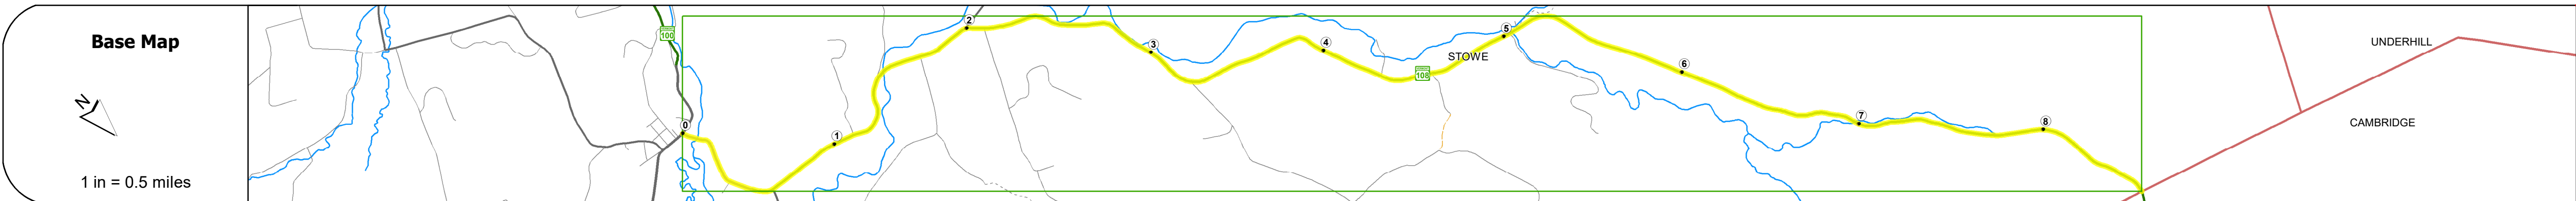 Base Map
N
1 in = 0.5 miles
100
0
1
2
3
4
108
STOWE
5
6
7
8
UNDERHILL
CAMBRIDGE